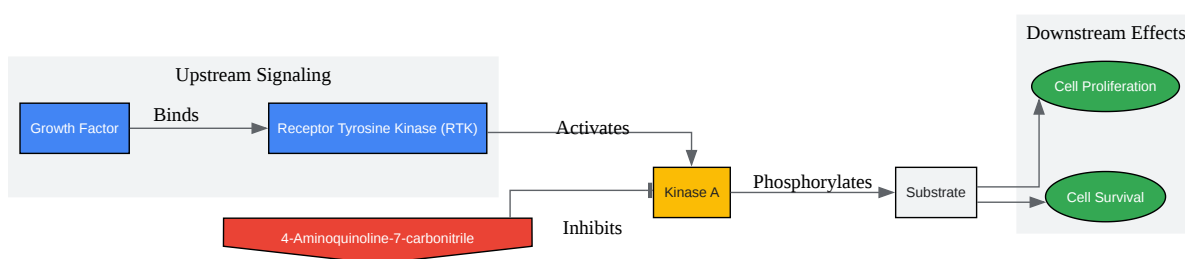 Downstream Effects
Upstream Signaling
Cell Proliferation
Growth Factor
Binds
Receptor Tyrosine Kinase (RTK)
Activates
Kinase A
Phosphorylates
Substrate
Cell Survival
Inhibits
4-Aminoquinoline-7-carbonitrile